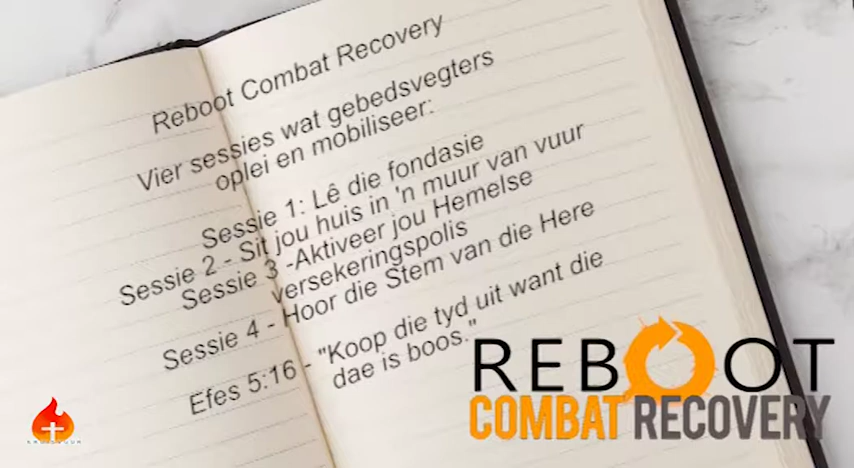 Reboot Combat Recovery
Vier sessies wat gebedsvegters
oplei en mobiliseer:
Sessie 1: Lê die fondasie
Sessie 2 - Sit jou huis in 'n muur van vuur
Sessie 3 -Aktiveer jou Hemelse
versekeringspolis
Sessie 4 - Hoor die Stem van die Here
Efes 5:16 - "Koop die tyd uit want die
dae is boos."
REBOOT
COMBAT RECOVERY